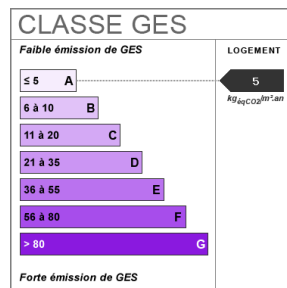 CLASSE GES
Faible émission de GES
LOGEMENT
≤ 5 A
5
kgéqCO2/m².an
6 à 10 B
11 à 20 C
21 à 35 D
36 à 55 E
56 à 80 F
> 80 G
Forte émission de GES